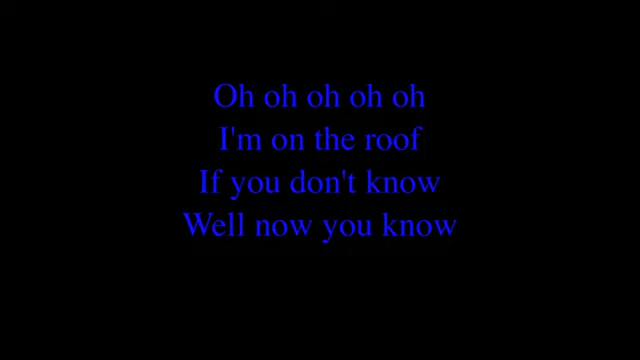 Oh oh oh oh oh
I'm on the roof
If you don't know
Well now you know